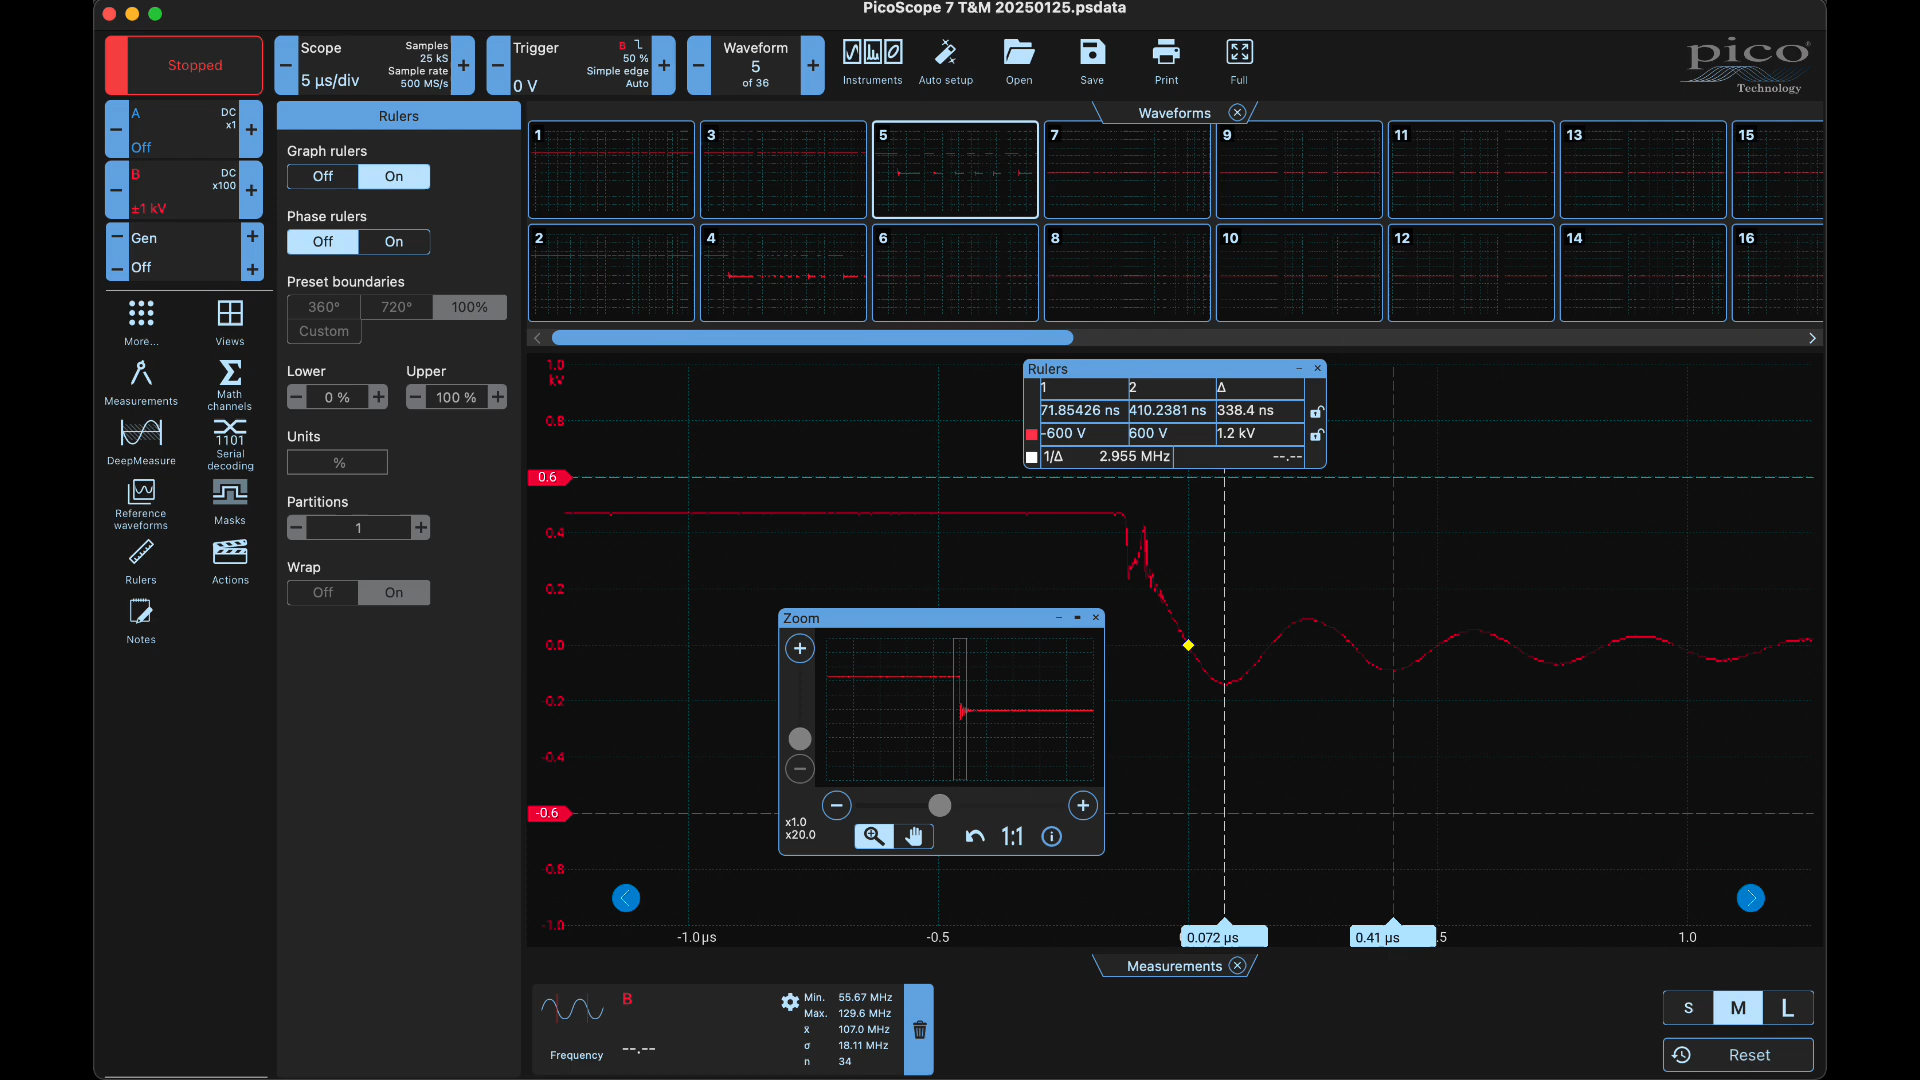 PicoScope 7 T&M 20250125.psdata
Stopped
Scope
5 µs/div
Samples
25 kS
Sample rate
500 MS/s
Trigger
0 V
B
50 %
Simple edge
Auto
Waveform
5
of 36
Instruments
Auto setup
Open
Save
Print
Full
pico
Technology
A
DC
x1
Off
B
DC
x100
±1 kV
Gen
Off
More...
Views
Measurements
Math
channels
DeepMeasure
1101
Serial
decoding
Reference
waveforms
Masks
Rulers
Actions
Notes
Rulers
Graph rulers
Off On
Phase rulers
Off On
Preset boundaries
360° 720° 100%
Custom
Lower Upper
0 % 100 %
Units
%
Partitions
1
Wrap
Off On
Waveforms
1 3 5 7 9 11 13 15
2 4 6 8 10 12 14 16
Rulers
1 2 Δ
71.85426 ns 410.2381 ns 338.4 ns
-600 V 600 V 1.2 kV
1/Δ 2.955 MHz --.--
1.0
kV
0.8
0.6
0.4
0.2
0.0
-0.2
-0.4
-0.6
-0.8
-1.0
Zoom
x1.0
x20.0
1:1
-1.0µs -0.5 0.072 µs 0.41 µs .5 1.0
Measurements
B
Frequency
--.--
Min. 55.67 MHz
Max. 129.6 MHz
x̄ 107.0 MHz
σ 18.11 MHz
n 34
S M L
Reset